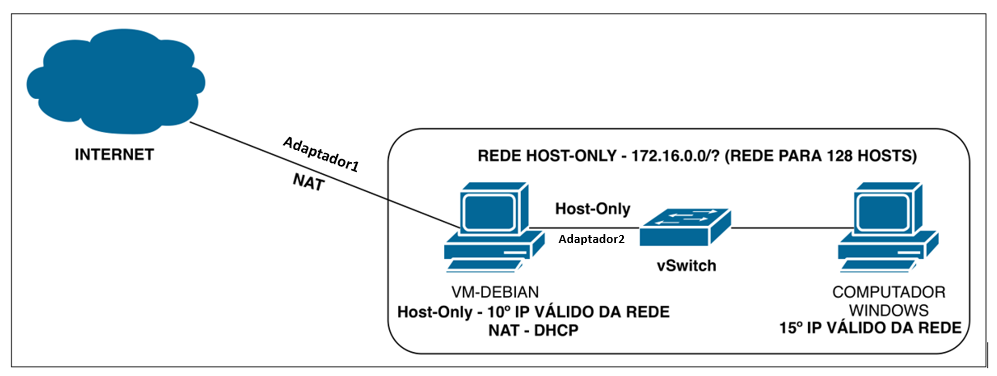 INTERNET
Adaptador1
NAT
REDE HOST-ONLY - 172.16.0.0/? (REDE PARA 128 HOSTS)
Host-Only
Adaptador2
vSwitch
VM-DEBIAN
Host-Only - 10º IP VÁLIDO DA REDE
NAT - DHCP
COMPUTADOR
WINDOWS
15º IP VÁLIDO DA REDE